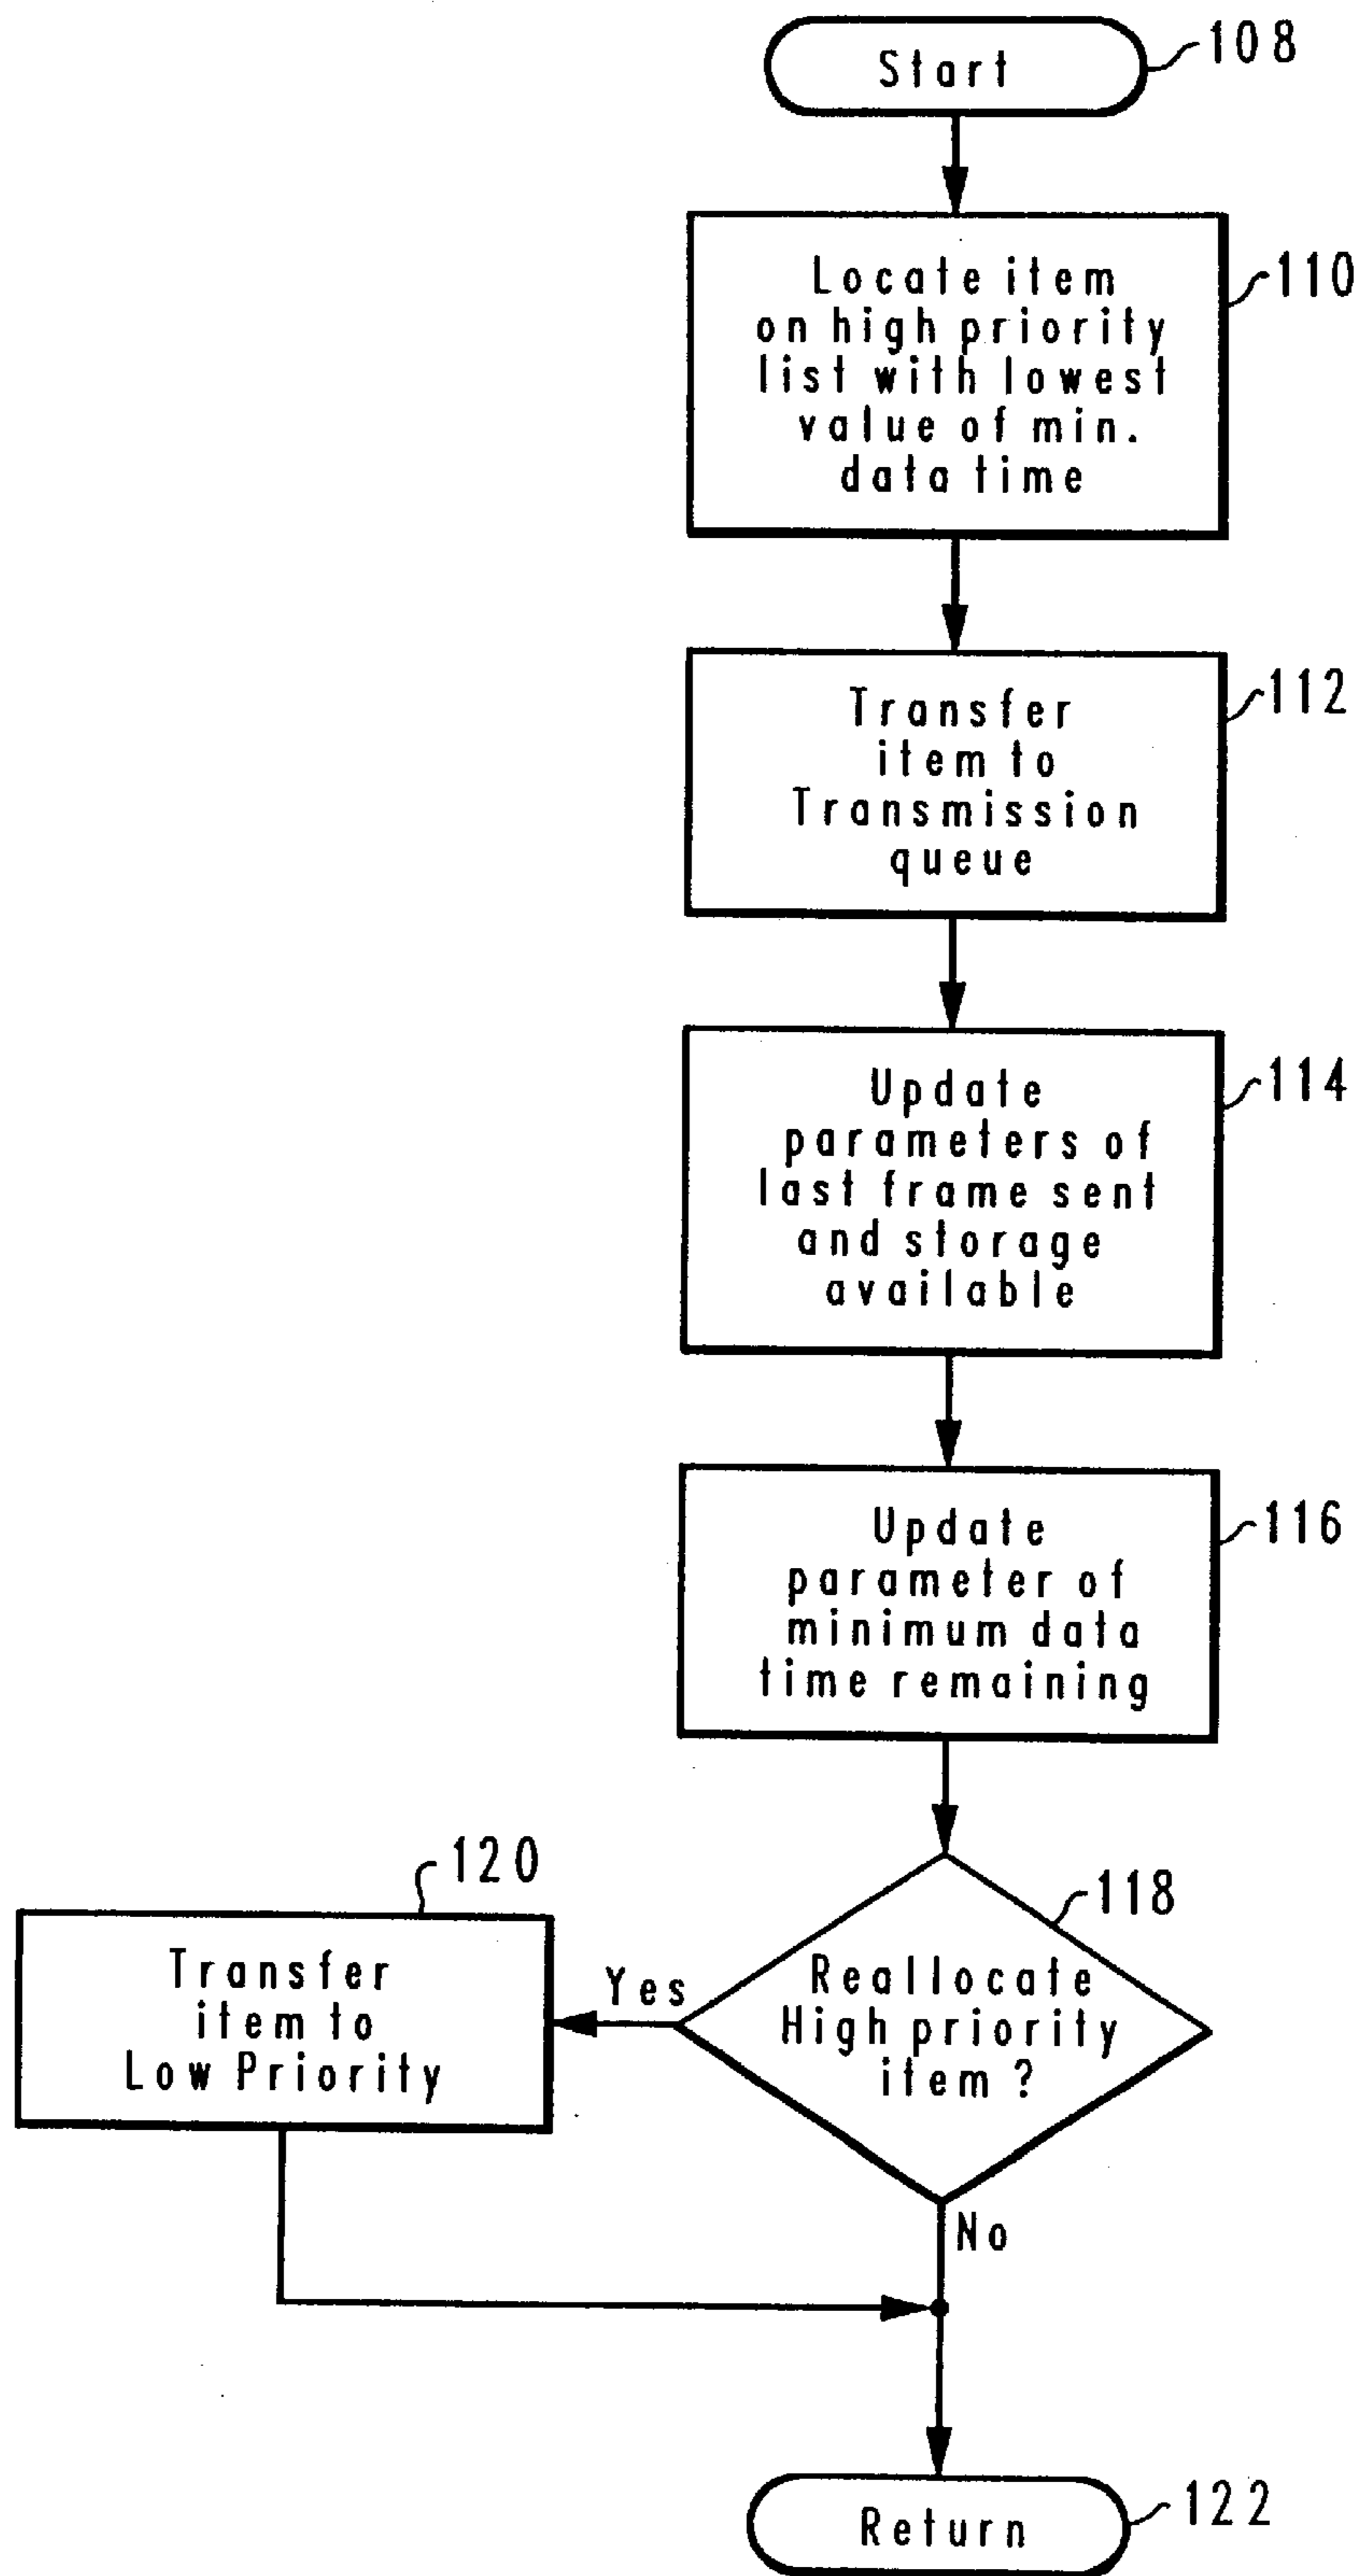 Start
108
Locate item
on high priority
list with lowest
value of min.
data time
110
Transfer
item to
Transmission
queue
112
Update
parameters of
last frame sent
and storage
available
114
Update
parameter of
minimum data
time remaining
116
120
118
Transfer
item to
Low Priority
Yes
Reallocate
High priority
item ?
No
Return
122